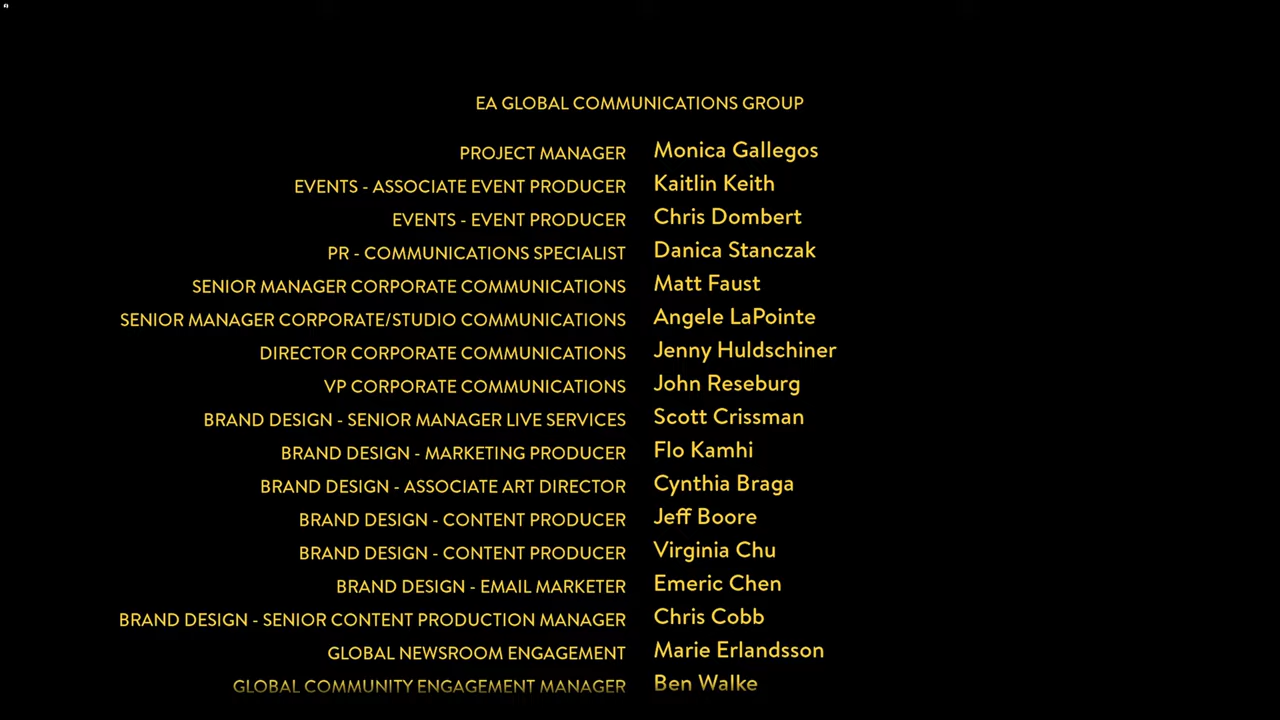 EA GLOBAL COMMUNICATIONS GROUP
PROJECT MANAGER Monica Gallegos
EVENTS - ASSOCIATE EVENT PRODUCER Kaitlin Keith
EVENTS - EVENT PRODUCER Chris Dombert
PR - COMMUNICATIONS SPECIALIST Danica Stanczak
SENIOR MANAGER CORPORATE COMMUNICATIONS Matt Faust
SENIOR MANAGER CORPORATE/STUDIO COMMUNICATIONS Angele LaPointe
DIRECTOR CORPORATE COMMUNICATIONS Jenny Huldschiner
VP CORPORATE COMMUNICATIONS John Reseburg
BRAND DESIGN - SENIOR MANAGER LIVE SERVICES Scott Crissman
BRAND DESIGN - MARKETING PRODUCER Flo Kamhi
BRAND DESIGN - ASSOCIATE ART DIRECTOR Cynthia Braga
BRAND DESIGN - CONTENT PRODUCER Jeff Boore
BRAND DESIGN - CONTENT PRODUCER Virginia Chu
BRAND DESIGN - EMAIL MARKETER Emeric Chen
BRAND DESIGN - SENIOR CONTENT PRODUCTION MANAGER Chris Cobb
GLOBAL NEWSROOM ENGAGEMENT Marie Erlandsson
GLOBAL COMMUNITY ENGAGEMENT MANAGER Ben Walke